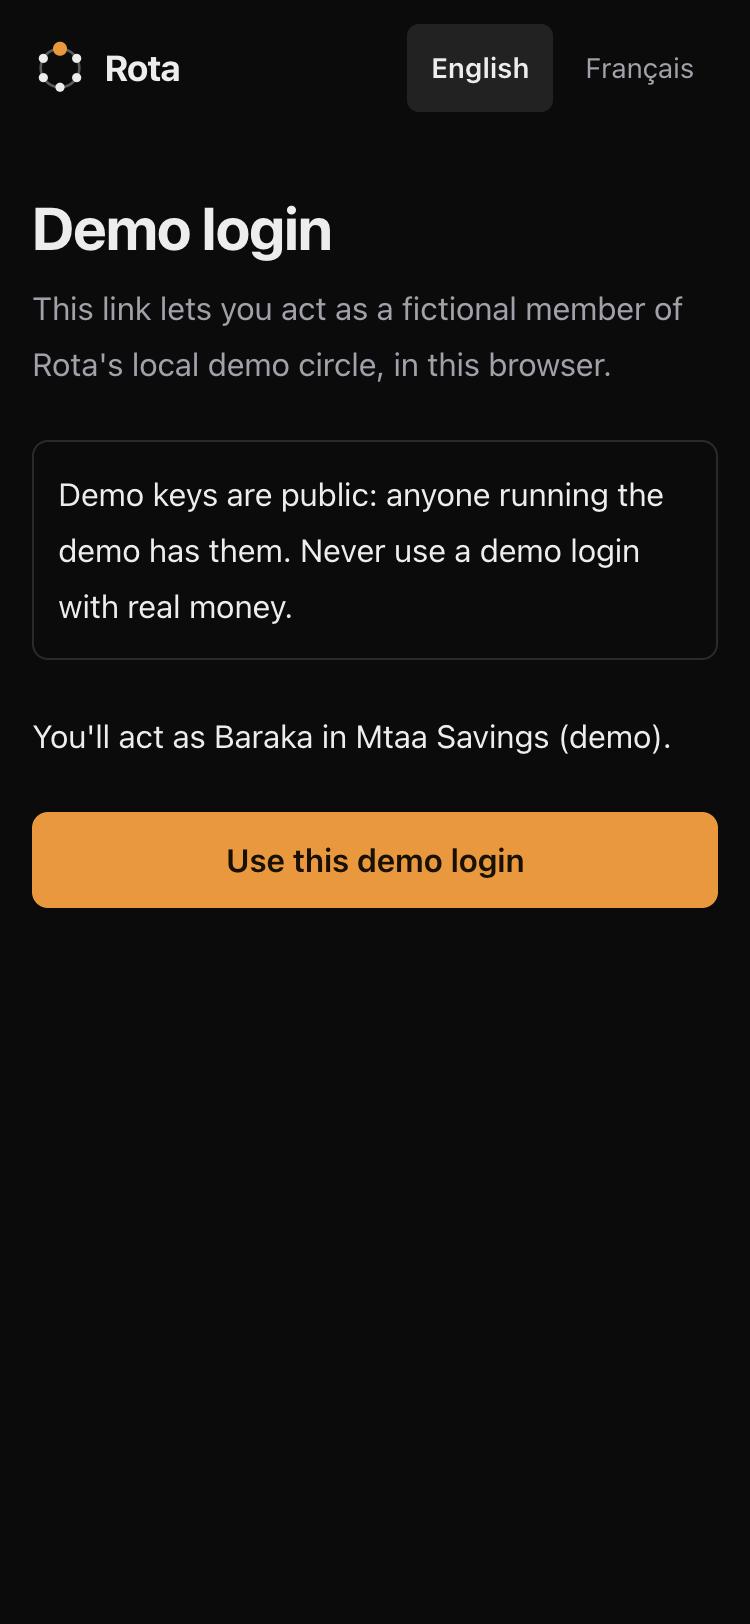 Rota
English
Français
Demo login
This link lets you act as a fictional member of
Rota's local demo circle, in this browser.
Demo keys are public: anyone running the
demo has them. Never use a demo login
with real money.
You'll act as Baraka in Mtaa Savings (demo).
Use this demo login